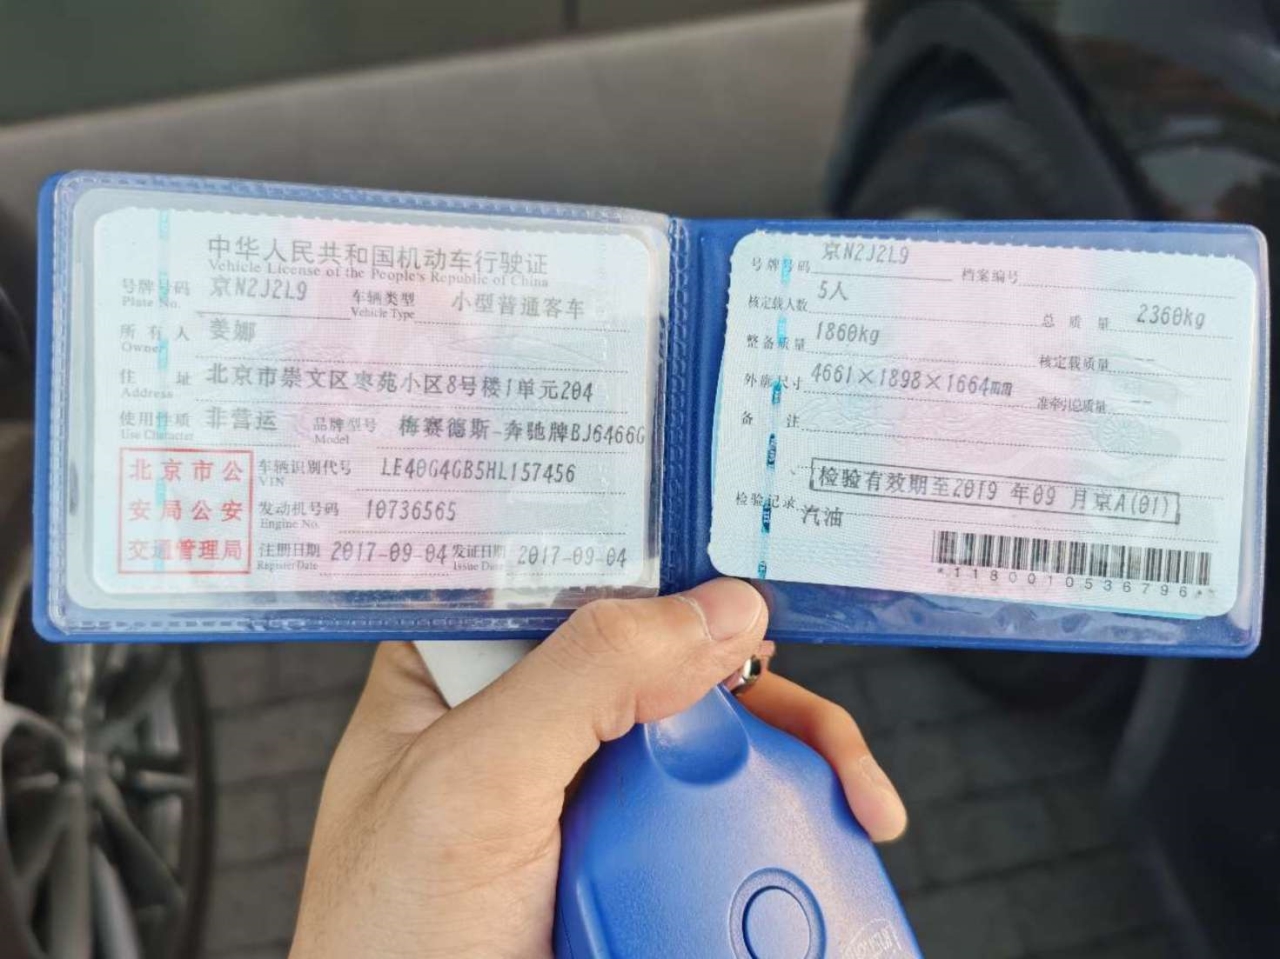 中华人民共和国机动车行驶证
Vehicle License of the People's Republic of China
号牌号码 京N2J2L9 车辆类型 小型普通客车
Plate No. Vehicle Type
所有人 姜娜
Owner
住址 北京市崇文区枣苑小区8号楼1单元204
Address
使用性质 非营运 品牌型号 梅赛德斯-奔驰牌BJ6466G
Use Character Model
北京市公安局公安交通管理局
车辆识别代号 LE40G4GB5HL157456
VIN
发动机号码 10736565
Engine No.
注册日期 2017-09-04 发证日期 2017-09-04
Register Date Issue Date
号牌号码 京N2J2L9 档案编号
核定载人数 5人 总质量 2360kg
整备质量 1860kg 核定载质量 --
外廓尺寸 4661×1898×1664mm 准牵引总质量 --
备注
检验有效期至2019年09月京A(01)
检验记录 汽油
*1180010536796*